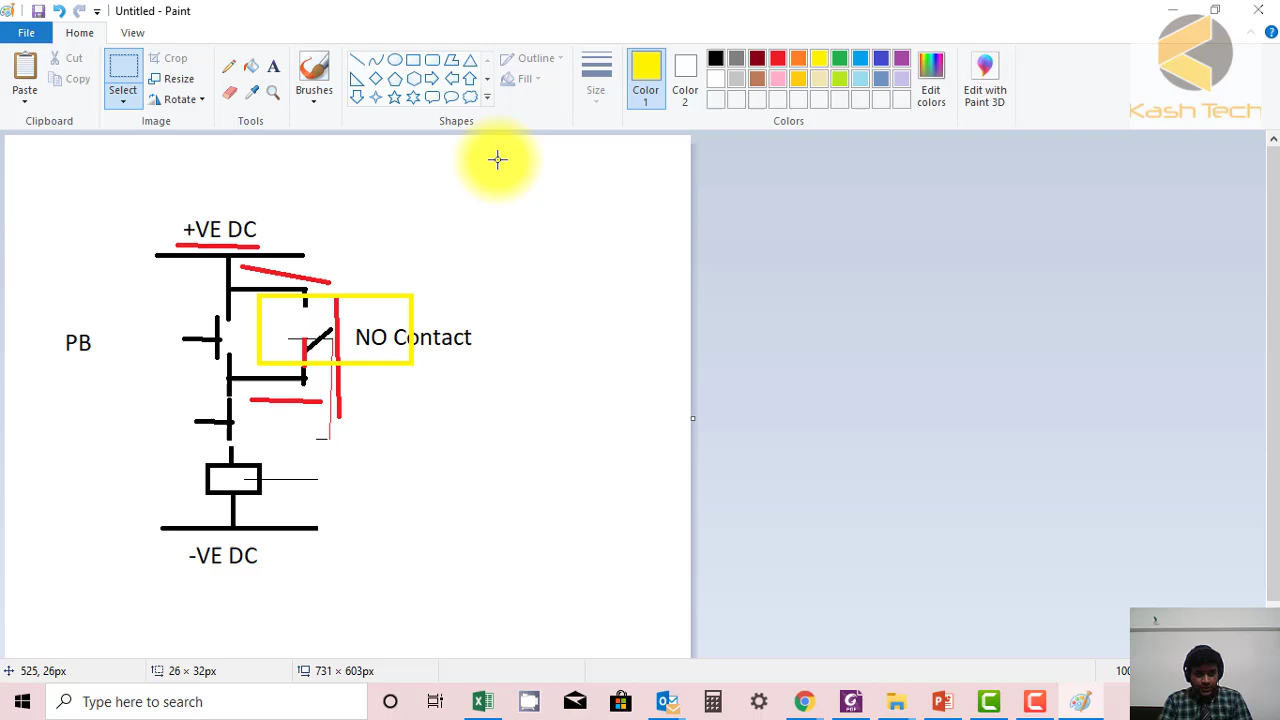 Untitled - Paint
File
Home
View
Paste
Cut
Copy
Clipboard
Select
Crop
Resize
Rotate
Image
Tools
Brushes
Shapes
Outline
Fill
Size
Color 1
Color 2
Edit colors
Edit with Paint 3D
Colors
Kash Tech
+VE DC
PB
NO Contact
-VE DC
525, 26px
26 × 32px
731 × 603px
100
Type here to search